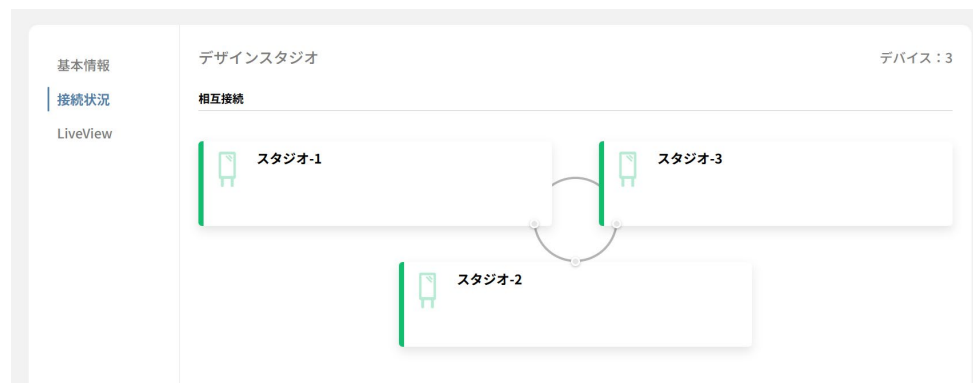 基本情報
接続状況
LiveView
デザインスタジオ
デバイス：3
相互接続
スタジオ-1
スタジオ-3
スタジオ-2